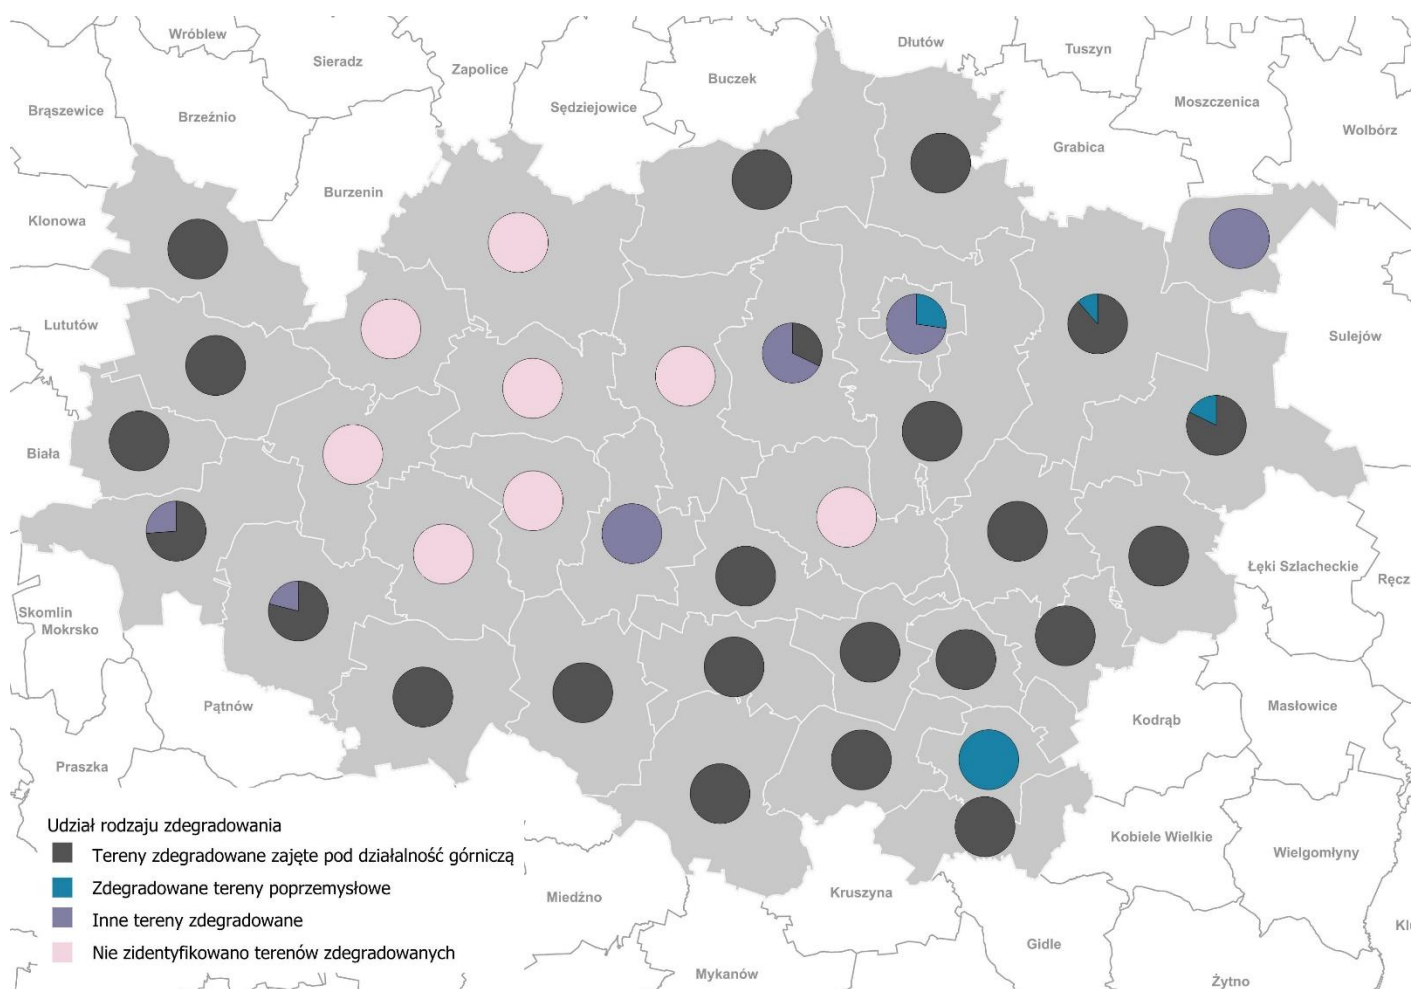 Wróblew
Sieradz
Zapolice
Dłutów
Tuszyn
Buczek
Brąszewice
Brzeźnio
Sędziejowice
Moszczenica
Wolbórz
Grabica
Burzenin
Klonowa
Lututów
Sulejów
Biała
Łęki Szlacheckie
Ręcz
Skomlin
Mokrsko
Pątnów
Masłowice
Kodrąb
Praszka
Udział rodzaju zdegradowania
Tereny zdegradowane zajęte pod działalność górniczą
Zdegradowane tereny poprzemysłowe
Inne tereny zdegradowane
Nie zidentyfikowano terenów zdegradowanych
Kobiele Wielkie
Wielgomłyny
Miedźno
Kruszyna
Gidle
Mykanów
Żytno